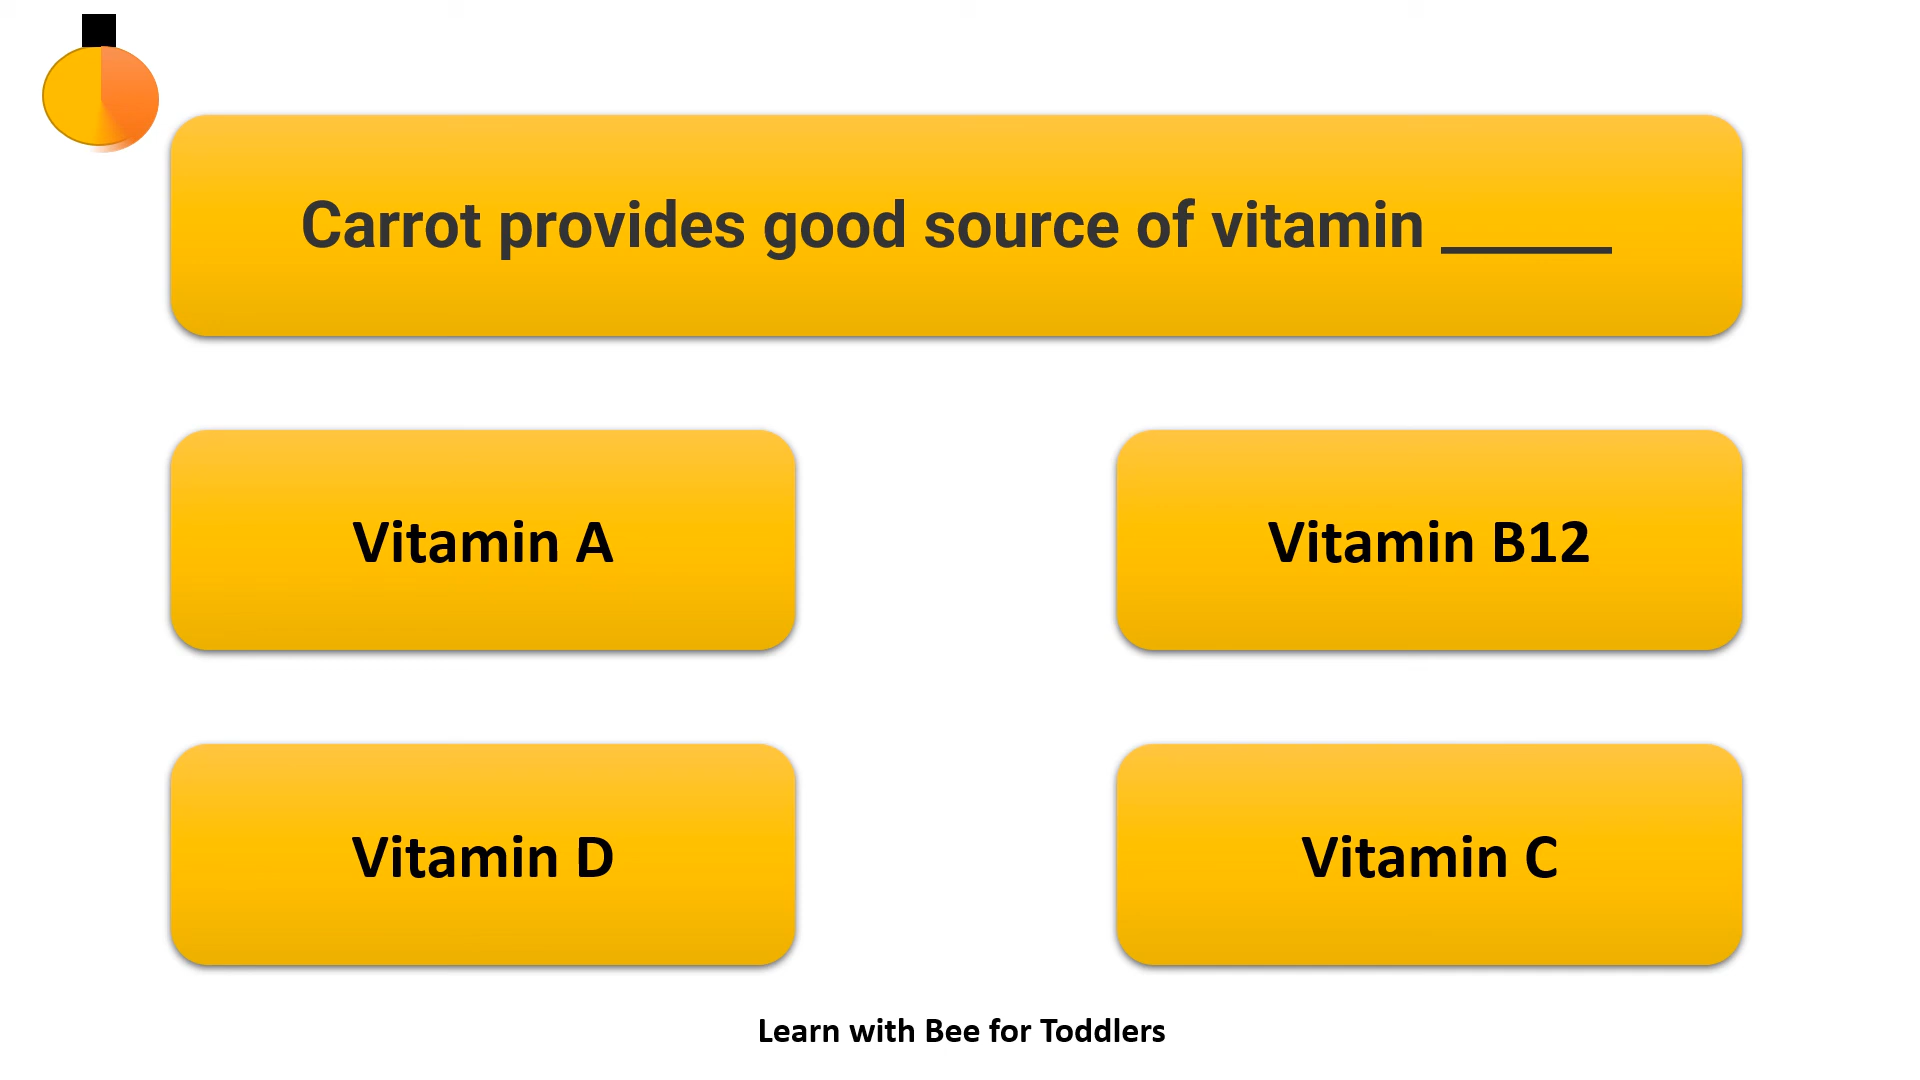 Carrot provides good source of vitamin _____
Vitamin A
Vitamin B12
Vitamin D
Vitamin C
Learn with Bee for Toddlers